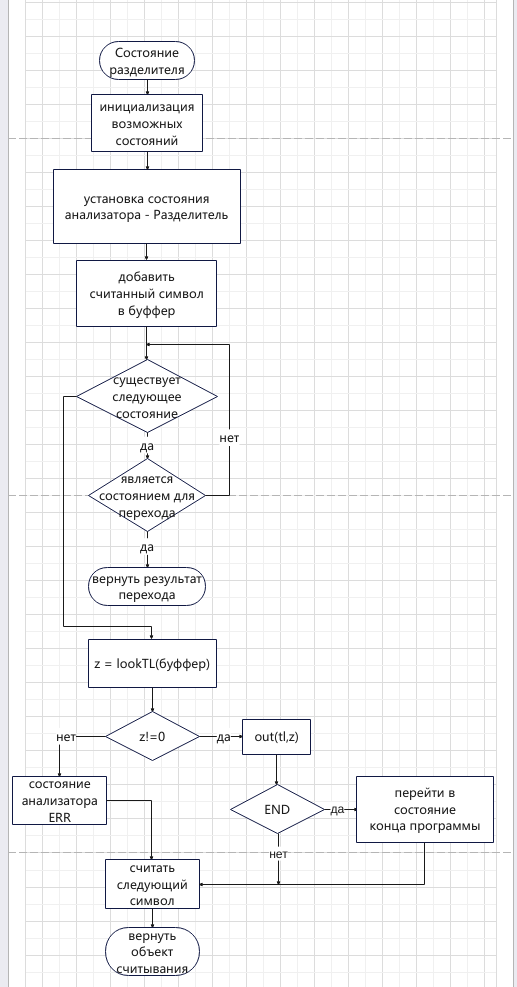 Состояние
разделителя
инициализация
возможных
состояний
установка состояния
анализатора - Разделитель
добавить
считанный символ
в буффер
существует
следующее
состояние
да
нет
является
состоянием для
перехода
да
вернуть результат
перехода
z = lookTL(буффер)
z!=0
нет
да
out(tl,z)
состояние
анализатора
ERR
END
да
перейти в
состояние
конца программы
нет
считать
следующий
символ
вернуть
объект
считывания